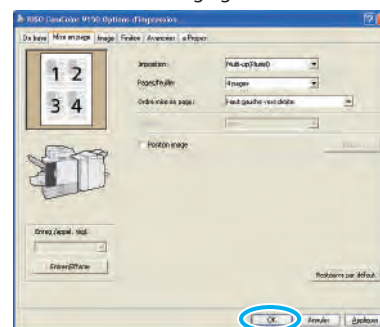 RISO ComColor 9150 Options d'impression
De base Mise en page Image Finition Avancées A Propos
1 2
3 4
Imposition: Multi-up(Pluriel)
Pages/feuille: 4 pages
Ordre mise en page: Haut gauche vers droite
Position image
Enreg./appel. régl.
Entrer/Effacer
Restaurer par défaut
OK Annuler Appliquer